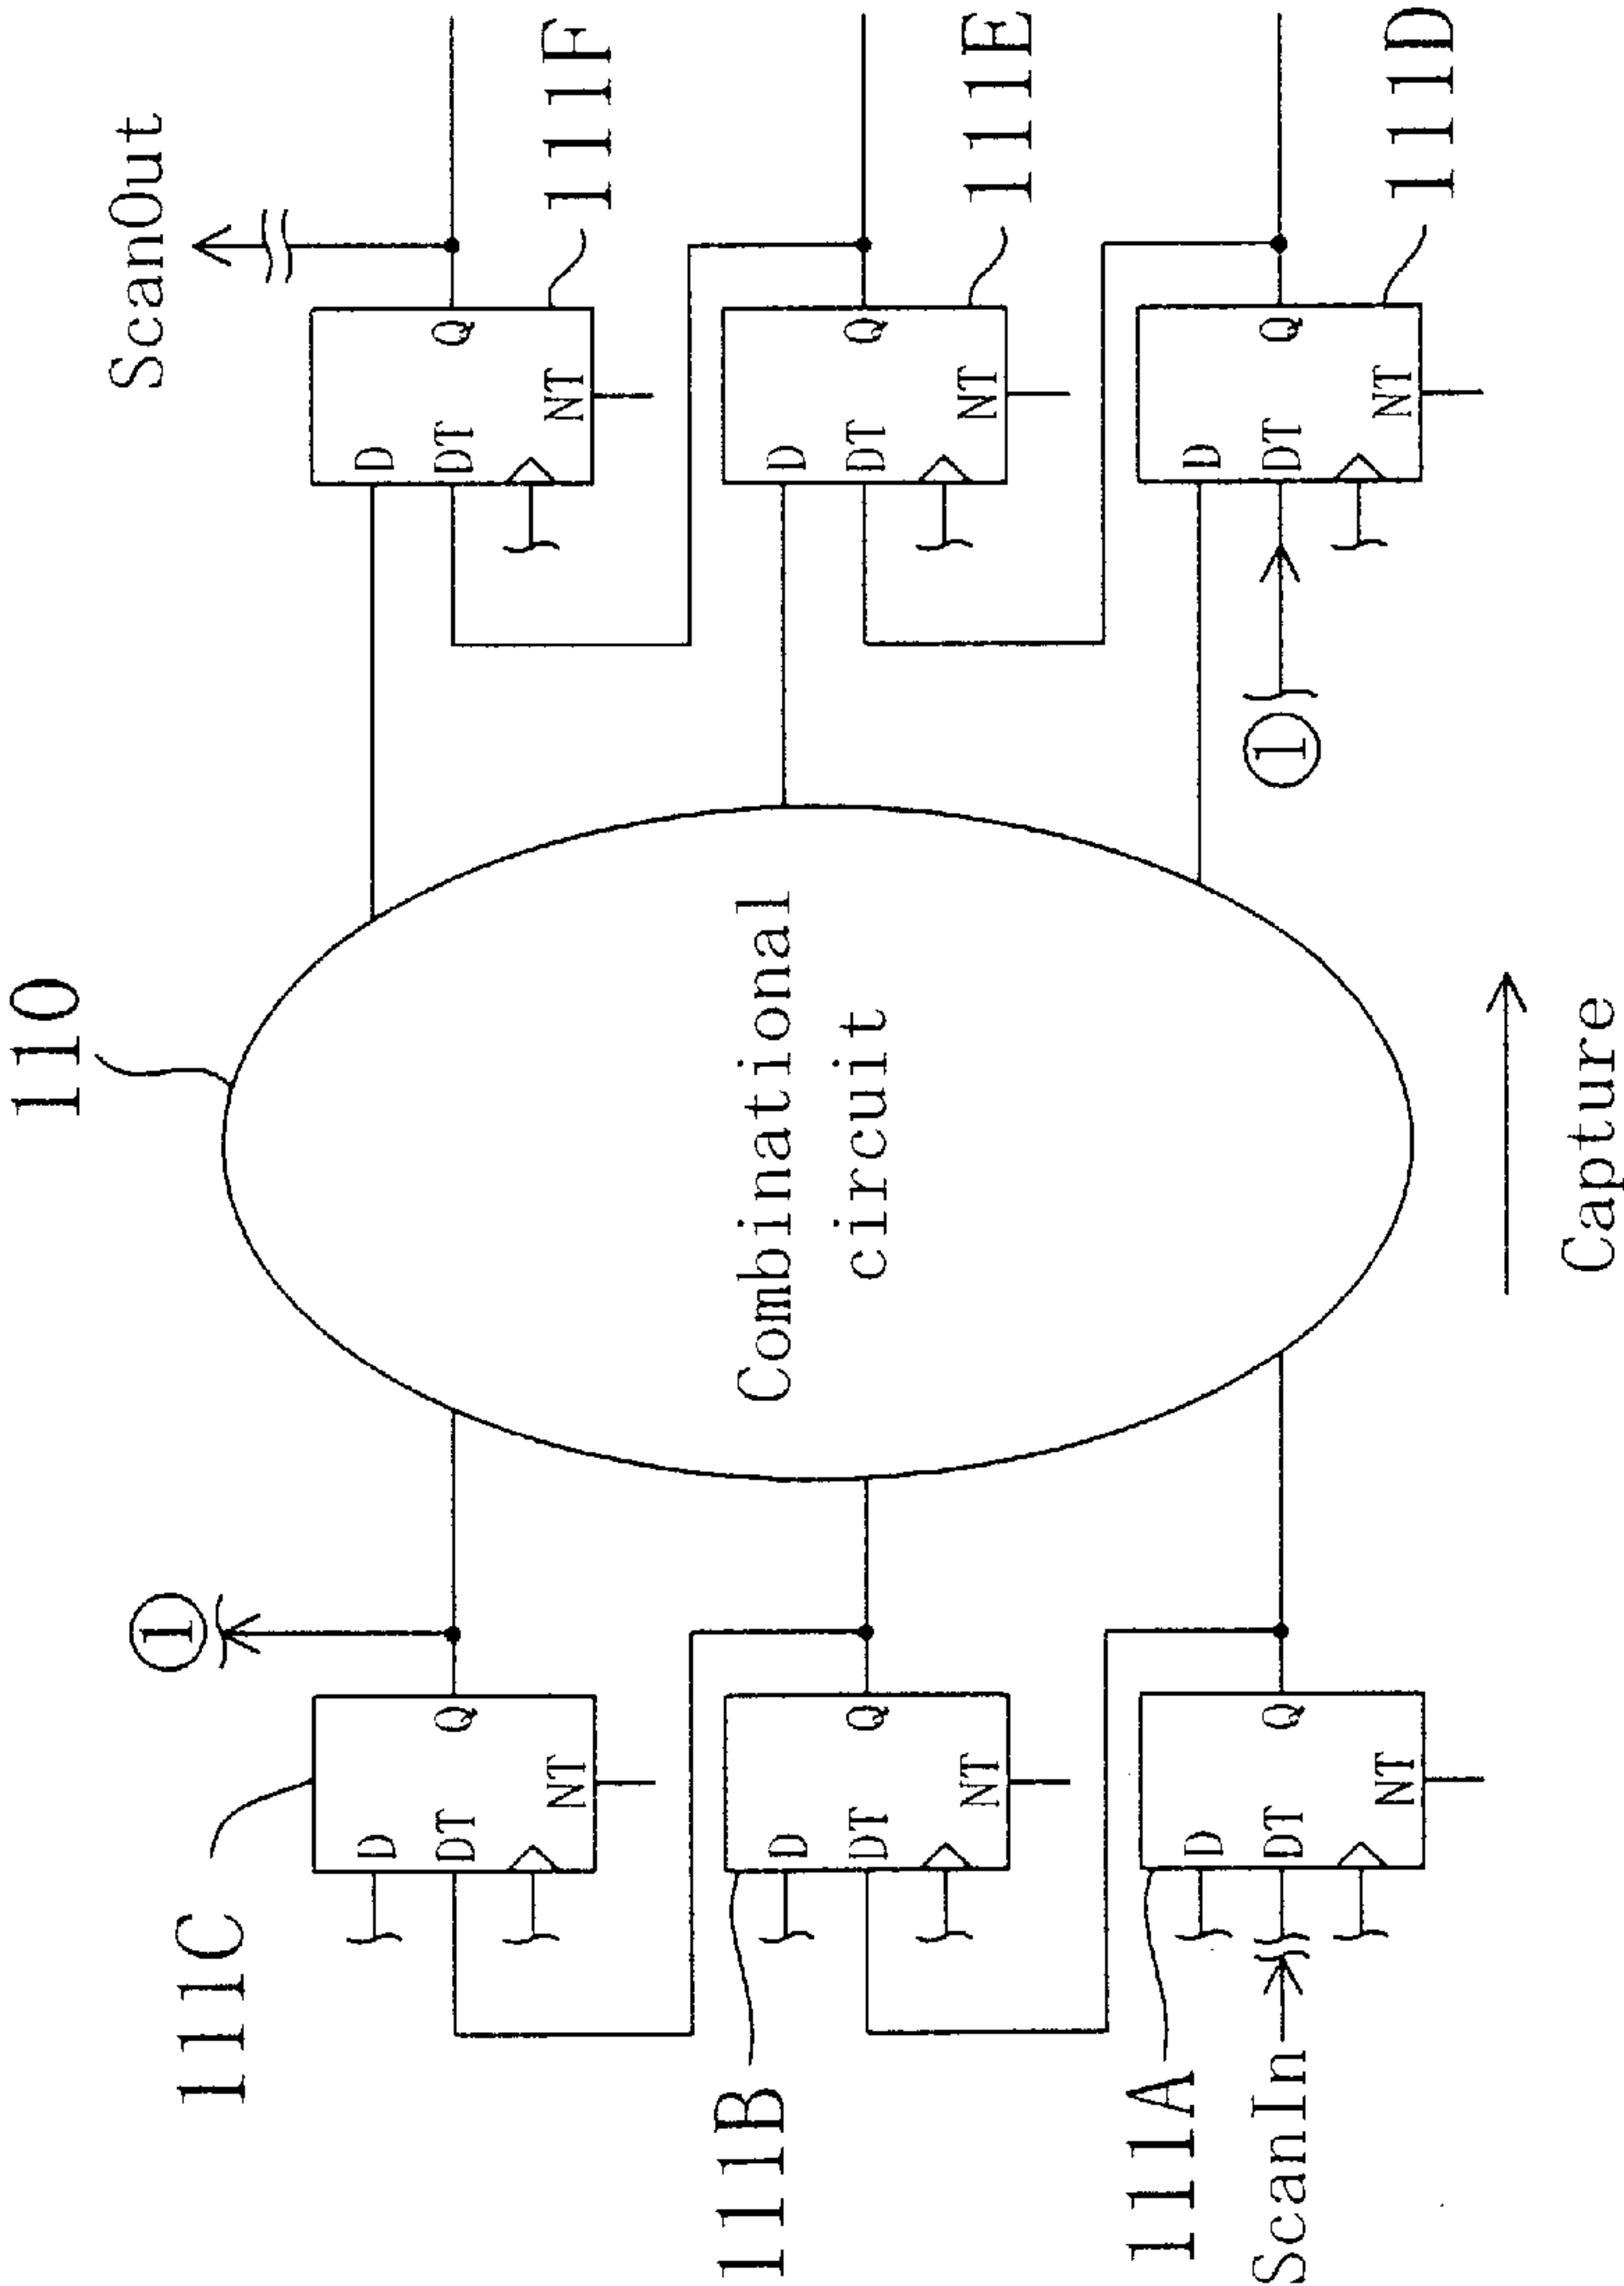 110
ScanOut
①
111C
D
DT
Q
NT
D
DT
Q
NT
111F
111B
D
DT
Q
NT
Combinational
circuit
D
DT
Q
NT
111E
111A
ScanIn
D
DT
Q
NT
①
D
DT
Q
NT
111D
Capture